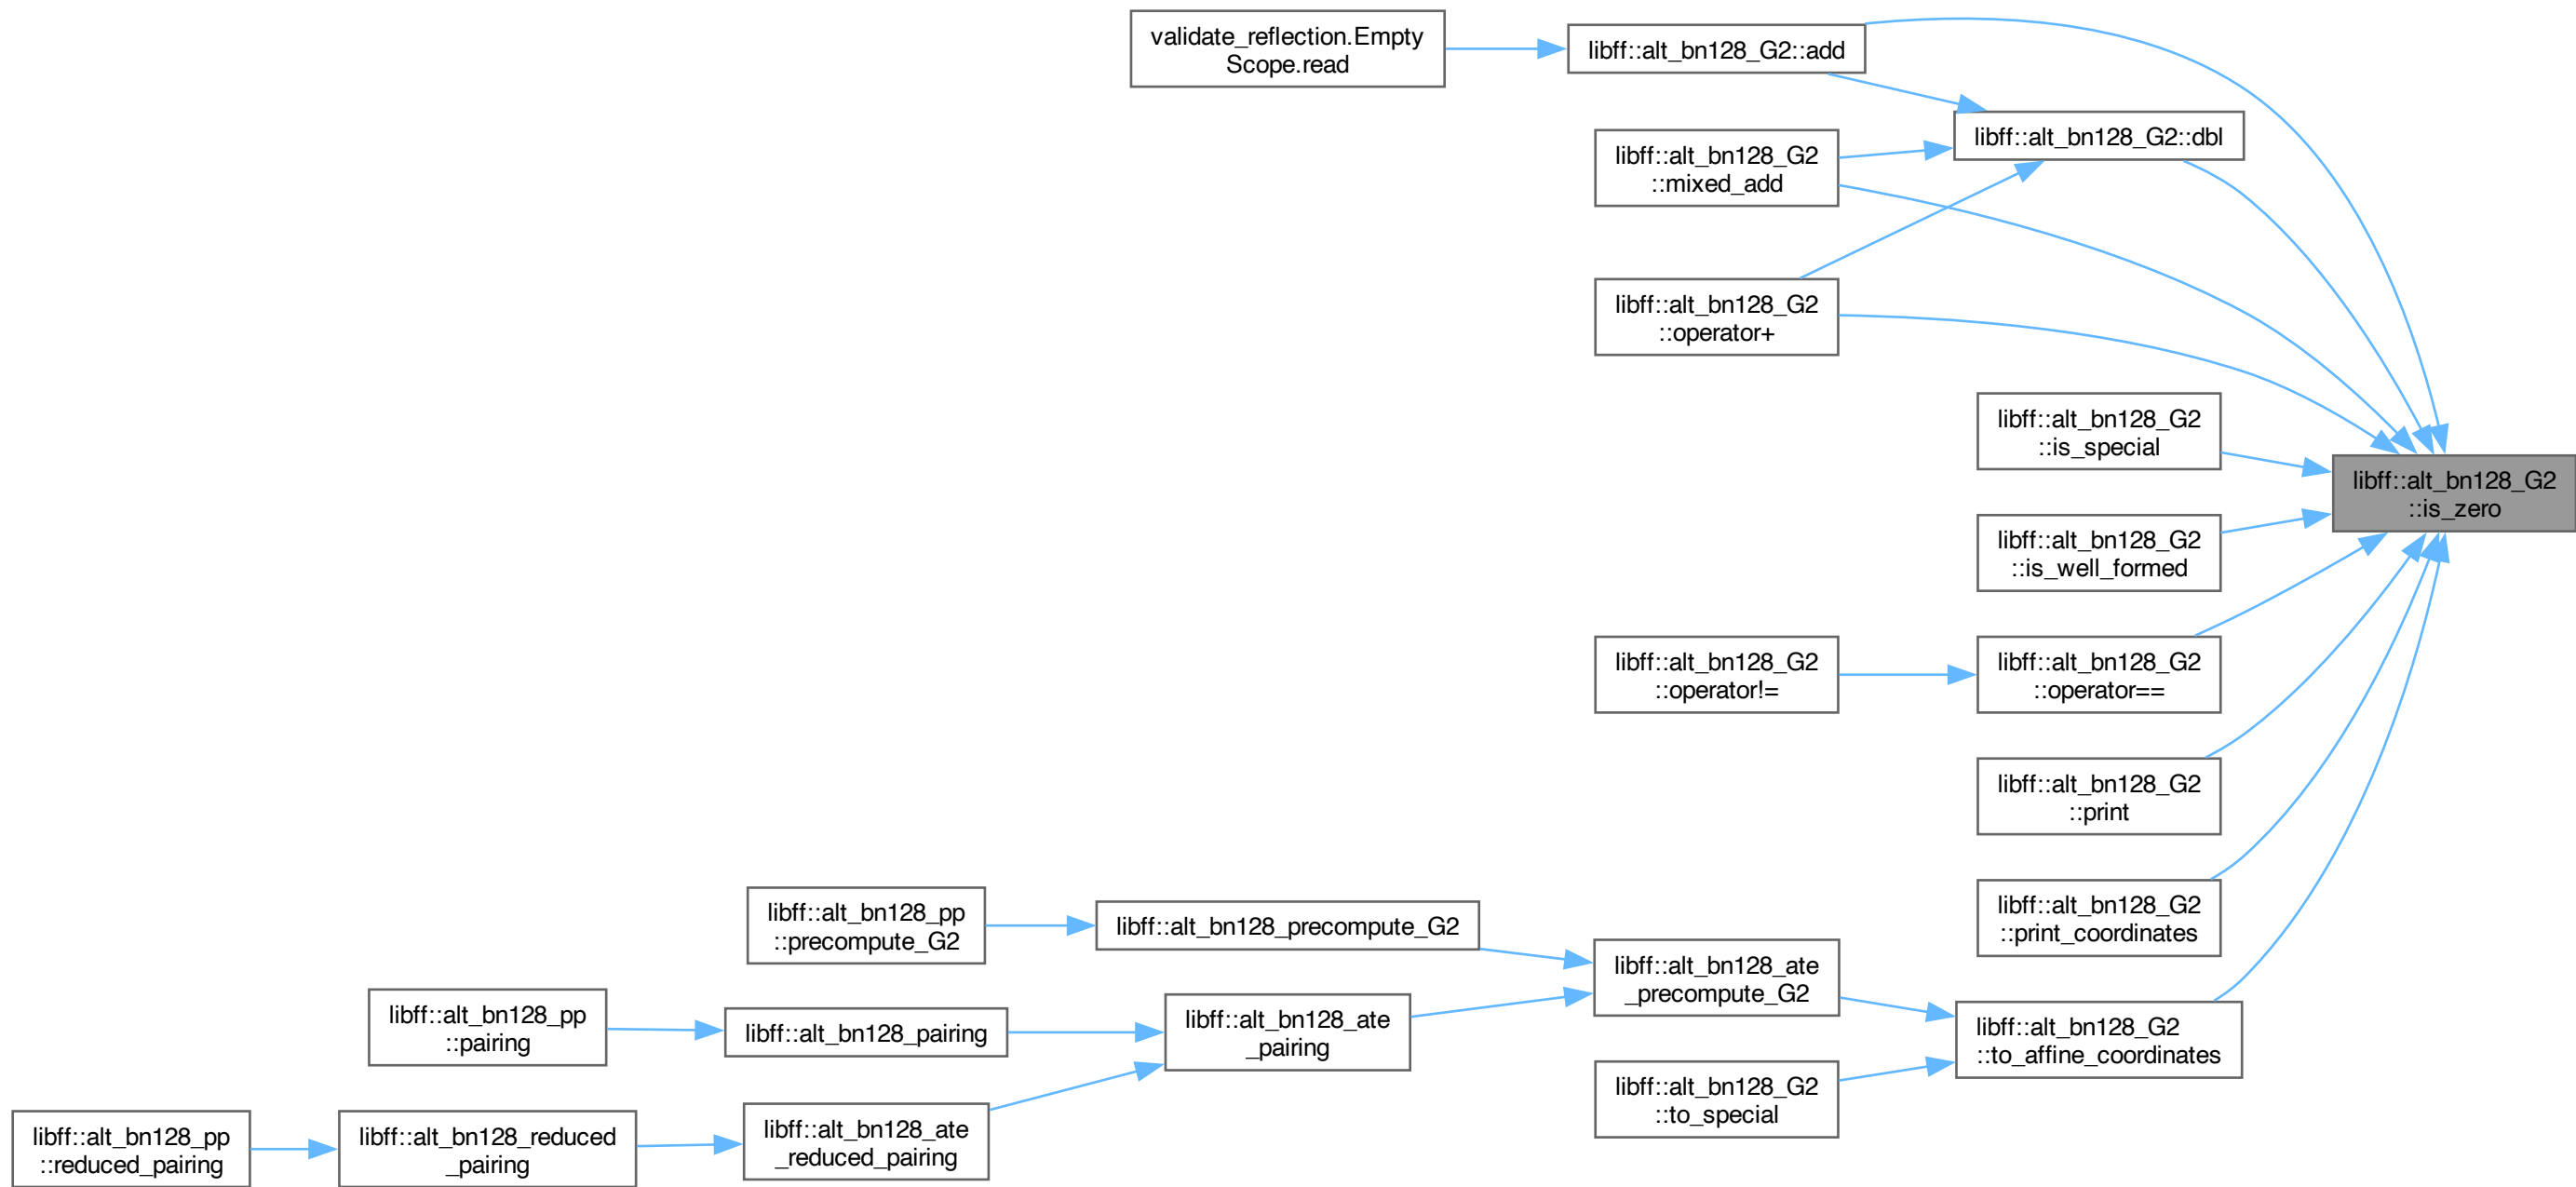 validate_reflection.Empty
Scope.read
libff::alt_bn128_G2::add
libff::alt_bn128_G2::dbl
libff::alt_bn128_G2
::mixed_add
libff::alt_bn128_G2
::operator+
libff::alt_bn128_G2
::is_special
libff::alt_bn128_G2
::is_zero
libff::alt_bn128_G2
::is_well_formed
libff::alt_bn128_G2
::operator!=
libff::alt_bn128_G2
::operator==
libff::alt_bn128_G2
::print
libff::alt_bn128_pp
::precompute_G2
libff::alt_bn128_precompute_G2
libff::alt_bn128_G2
::print_coordinates
libff::alt_bn128_ate
_precompute_G2
libff::alt_bn128_pp
::pairing
libff::alt_bn128_pairing
libff::alt_bn128_ate
_pairing
libff::alt_bn128_G2
::to_affine_coordinates
libff::alt_bn128_G2
::to_special
libff::alt_bn128_pp
::reduced_pairing
libff::alt_bn128_reduced
_pairing
libff::alt_bn128_ate
_reduced_pairing